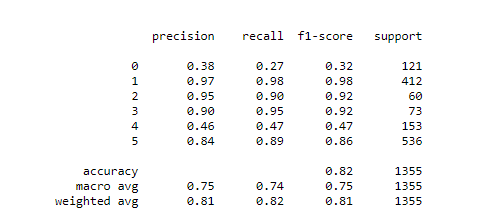 precision recall f1-score support
0 0.38 0.27 0.32 121
1 0.97 0.98 0.98 412
2 0.95 0.90 0.92 60
3 0.90 0.95 0.92 73
4 0.46 0.47 0.47 153
5 0.84 0.89 0.86 536
accuracy 0.82 1355
macro avg 0.75 0.74 0.75 1355
weighted avg 0.81 0.82 0.81 1355